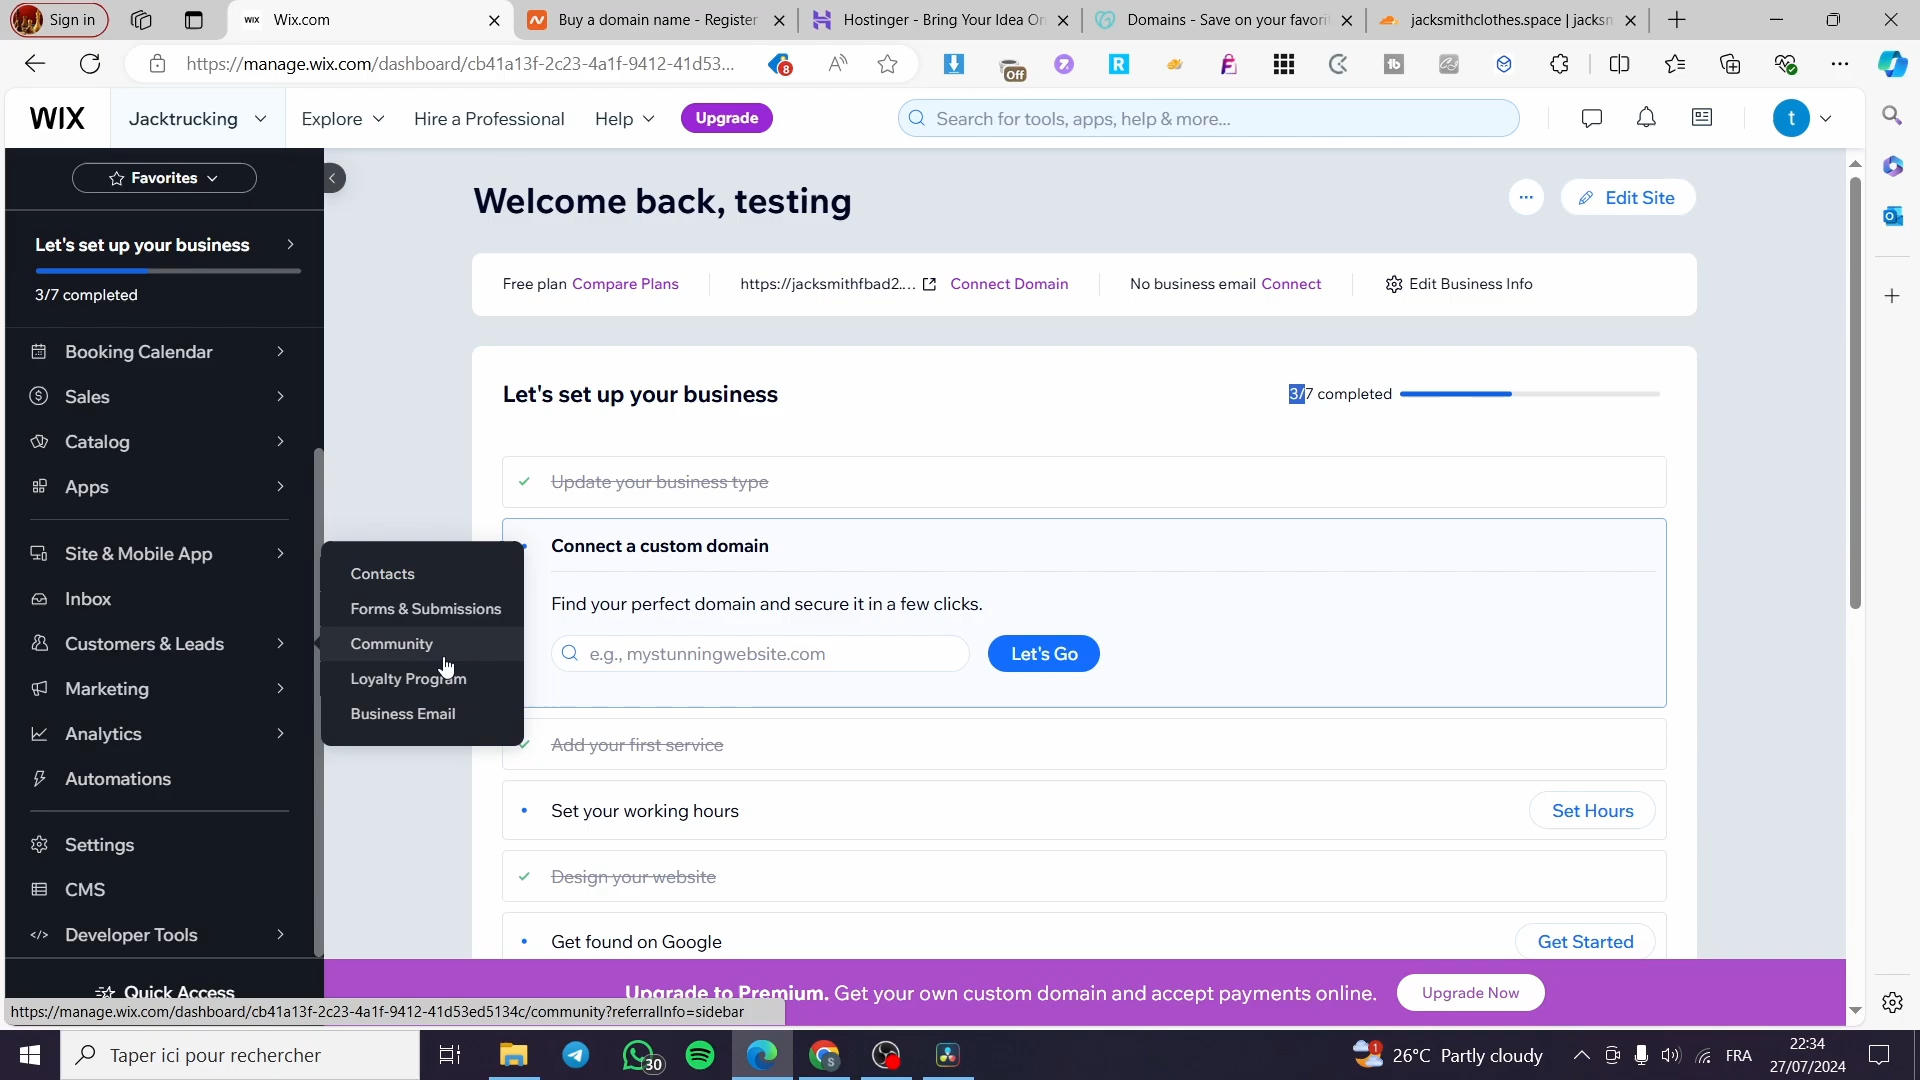 Sign in
Wix.com
Buy a domain name - Register
Hostinger - Bring Your Idea On
Domains - Save on your favori
jacksmithclothes.space | jacksm
https://manage.wix.com/dashboard/cb41a13f-2c23-4a1f-9412-41d53...
8
Off
WIX
Jacktrucking
Explore
Hire a Professional
Help
Upgrade
Search for tools, apps, help & more...
t
Favorites
Let's set up your business
3/7 completed
Booking Calendar
Sales
Catalog
Apps
Site & Mobile App
Inbox
Customers & Leads
Marketing
Analytics
Automations
Settings
CMS
Developer Tools
Quick Access
Contacts
Forms & Submissions
Community
Loyalty Program
Business Email
Welcome back, testing
Edit Site
Free plan Compare Plans
https://jacksmithfbad2.... Connect Domain
No business email Connect
Edit Business Info
Let's set up your business
3/7 completed
Update your business type
Connect a custom domain
Find your perfect domain and secure it in a few clicks.
e.g., mystunningwebsite.com
Let's Go
Add your first service
Set your working hours
Set Hours
Design your website
Get found on Google
Get Started
Upgrade to Premium. Get your own custom domain and accept payments online.
Upgrade Now
https://manage.wix.com/dashboard/cb41a13f-2c23-4a1f-9412-41d53ed5134c/community?referralInfo=sidebar
Taper ici pour rechercher
30
26°C Partly cloudy
FRA
22:34
27/07/2024